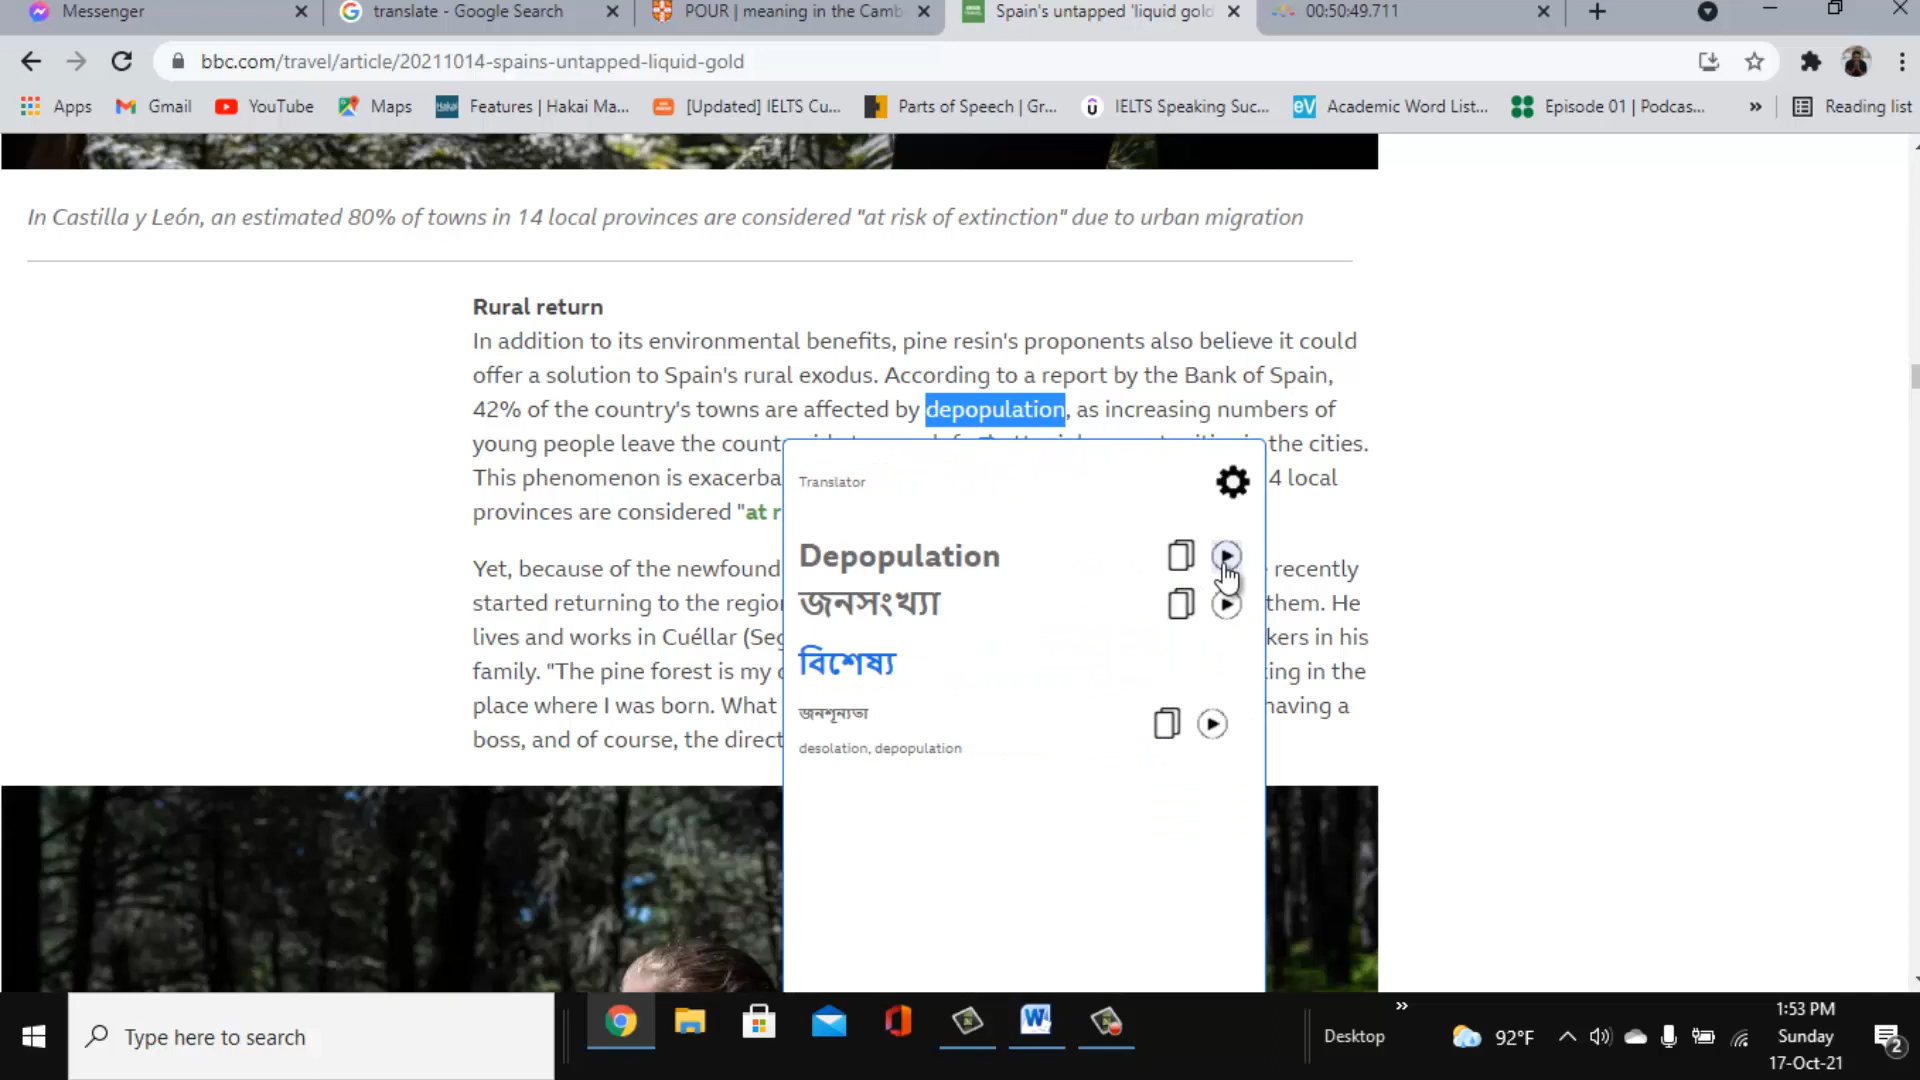 Messenger
translate - Google Search
POUR | meaning in the Camb
Spain's untapped 'liquid gold
00:50:49.711
bbc.com/travel/article/20211014-spains-untapped-liquid-gold
Apps
Gmail
YouTube
Maps
Features | Hakai Ma...
[Updated] IELTS Cu...
Parts of Speech | Gr...
IELTS Speaking Suc...
Academic Word List...
Episode 01 | Podcas...
»
Reading list
In Castilla y León, an estimated 80% of towns in 14 local provinces are considered "at risk of extinction" due to urban migration
Rural return
In addition to its environmental benefits, pine resin's proponents also believe it could
offer a solution to Spain's rural exodus. According to a report by the Bank of Spain,
42% of the country's towns are affected by depopulation, as increasing numbers of
young people leave the count the cities.
This phenomenon is exacerba 4 local
provinces are considered "at r
Yet, because of the newfound recently
started returning to the region them. He
lives and works in Cuéllar (Seg kers in his
family. "The pine forest is my king in the
place where I was born. What having a
boss, and of course, the direct
Translator
Depopulation
জনসংখ্যা
বিশেষ্য
জনশূন্যতা
desolation, depopulation
Type here to search
Desktop
»
92°F
1:53 PM
Sunday
17-Oct-21
2